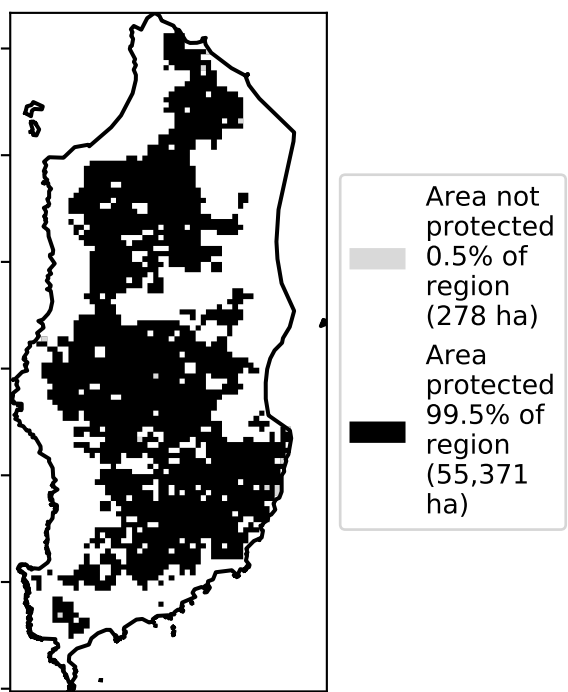 Area not
protected
0.5% of
region
(278 ha)
Area
protected
99.5% of
region
(55,371
ha)